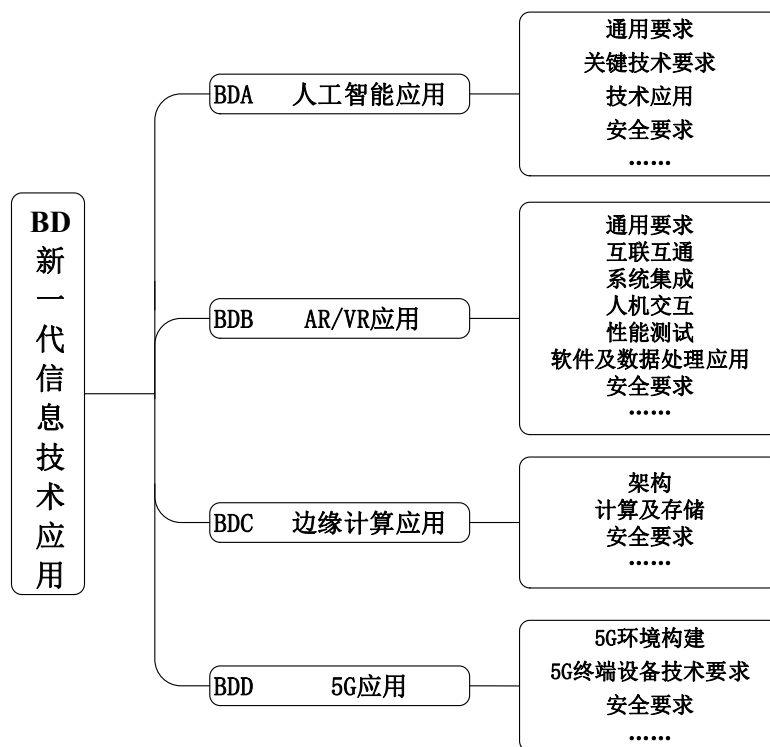 BD
新
一
代
信
息
技
术
应
用
BDA 人工智能应用
通用要求
关键技术要求
技术应用
安全要求
……
BDB AR/VR应用
通用要求
互联互通
系统集成
人机交互
性能测试
软件及数据处理应用
安全要求
……
BDC 边缘计算应用
架构
计算及存储
安全要求
……
BDD 5G应用
5G环境构建
5G终端设备技术要求
安全要求
……